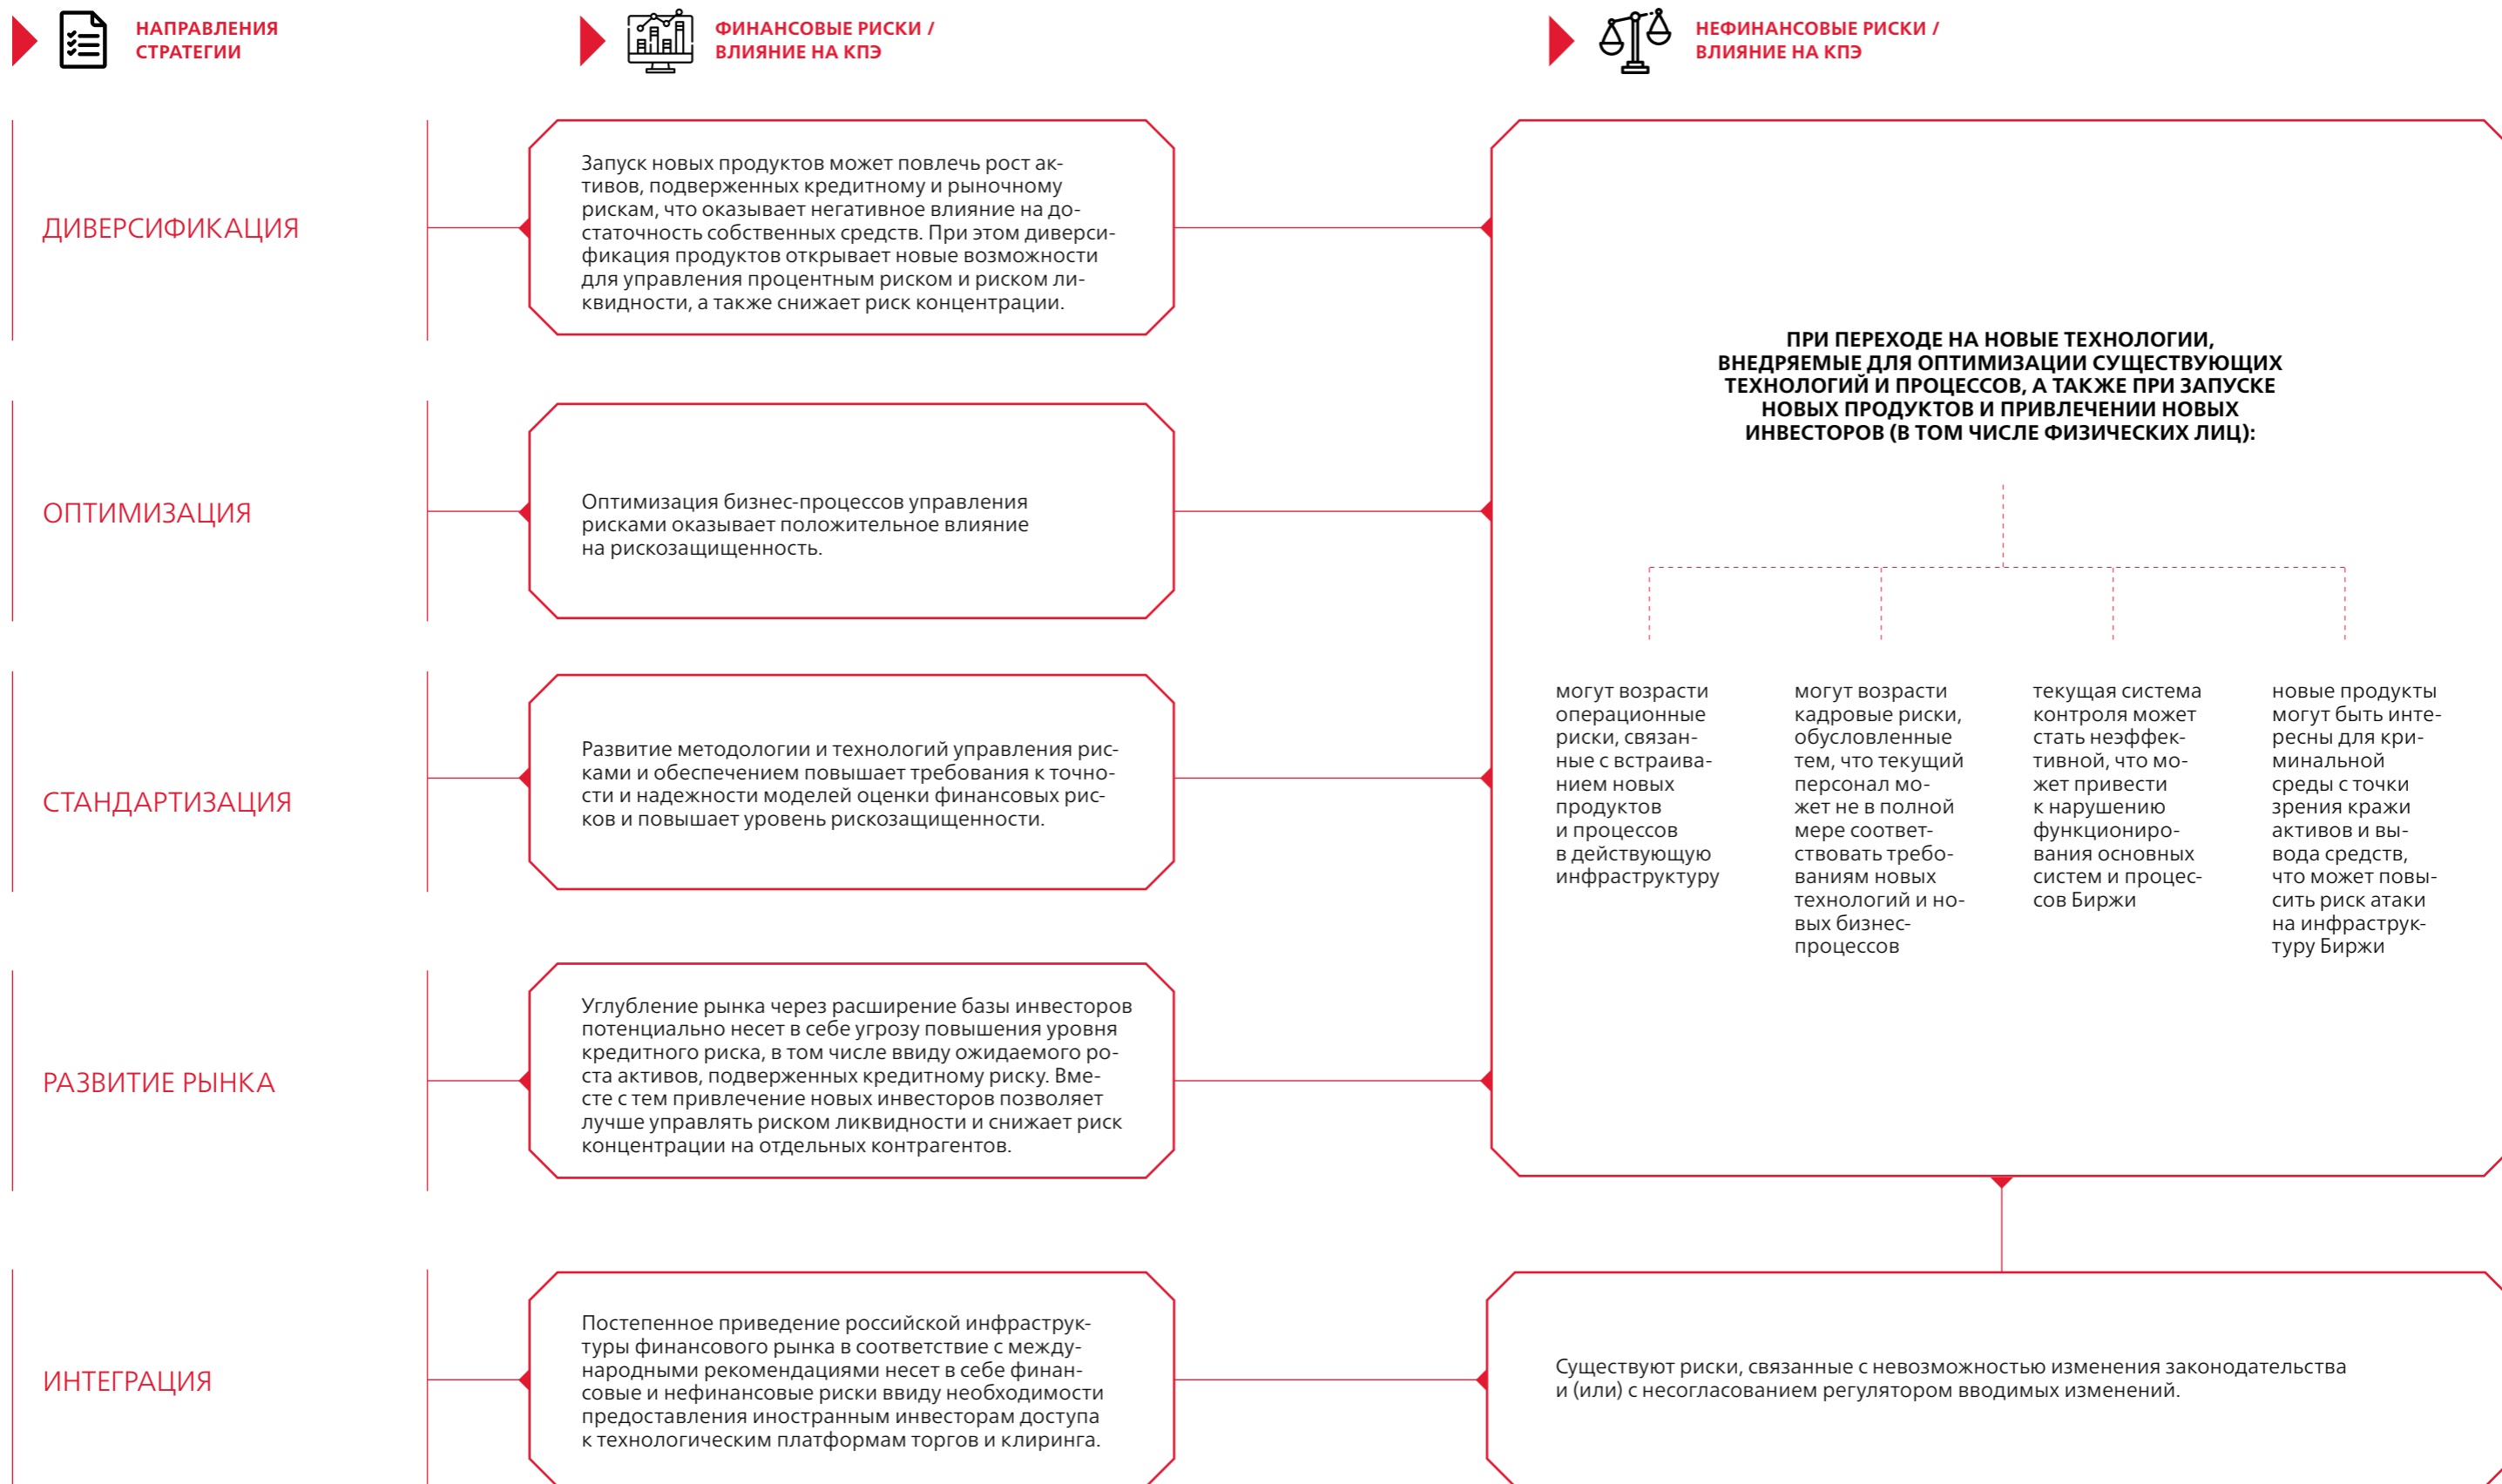 НАПРАВЛЕНИЯ
СТРАТЕГИИ
ФИНАНСОВЫЕ РИСКИ /
ВЛИЯНИЕ НА КПЭ
НЕФИНАНСОВЫЕ РИСКИ /
ВЛИЯНИЕ НА КПЭ
ДИВЕРСИФИКАЦИЯ
Запуск новых продуктов может повлечь рост ак-
тивов, подверженных кредитному и рыночному
рискам, что оказывает негативное влияние на до-
статочность собственных средств. При этом диверси-
фикация продуктов открывает новые возможности
для управления процентным риском и риском ли-
квидности, а также снижает риск концентрации.
ОПТИМИЗАЦИЯ
Оптимизация бизнес-процессов управления
рисками оказывает положительное влияние
на рискозащищенность.
СТАНДАРТИЗАЦИЯ
Развитие методологии и технологий управления рис-
ками и обеспечением повышает требования к точно-
сти и надежности моделей оценки финансовых рис-
ков и повышает уровень рискозащищенности.
РАЗВИТИЕ РЫНКА
Углубление рынка через расширение базы инвесторов
потенциально несет в себе угрозу повышения уровня
кредитного риска, в том числе ввиду ожидаемого ро-
ста активов, подверженных кредитному риску. Вме-
сте с тем привлечение новых инвесторов позволяет
лучше управлять риском ликвидности и снижает риск
концентрации на отдельных контрагентов.
ПРИ ПЕРЕХОДЕ НА НОВЫЕ ТЕХНОЛОГИИ,
ВНЕДРЯЕМЫЕ ДЛЯ ОПТИМИЗАЦИИ СУЩЕСТВУЮЩИХ
ТЕХНОЛОГИЙ И ПРОЦЕССОВ, А ТАКЖЕ ПРИ ЗАПУСКЕ
НОВЫХ ПРОДУКТОВ И ПРИВЛЕЧЕНИИ НОВЫХ
ИНВЕСТОРОВ (В ТОМ ЧИСЛЕ ФИЗИЧЕСКИХ ЛИЦ):
могут возрасти
операционные
риски, связан-
ные с встраива-
нием новых
продуктов
и процессов
в действующую
инфраструктуру
могут возрасти
кадровые риски,
обусловленные
тем, что текущий
персонал мо-
жет не в полной
мере соответ-
ствовать требо-
ваниям новых
технологий и но-
вых бизнес-
процессов
текущая система
контроля может
стать неэффек-
тивной, что мо-
жет привести
к нарушению
функциониро-
вания основных
систем и процес-
сов Биржи
новые продукты
могут быть инте-
ресны для кри-
минальной
среды с точки
зрения кражи
активов и вы-
вода средств,
что может повы-
сить риск атаки
на инфраструк-
туру Биржи
ИНТЕГРАЦИЯ
Постепенное приведение российской инфраструк-
туры финансового рынка в соответствие с между-
народными рекомендациями несет в себе финан-
совые и нефинансовые риски ввиду необходимости
предоставления иностранным инвесторам доступа
к технологическим платформам торгов и клиринга.
Существуют риски, связанные с невозможностью изменения законодательства
и (или) с несогласованием регулятором вводимых изменений.